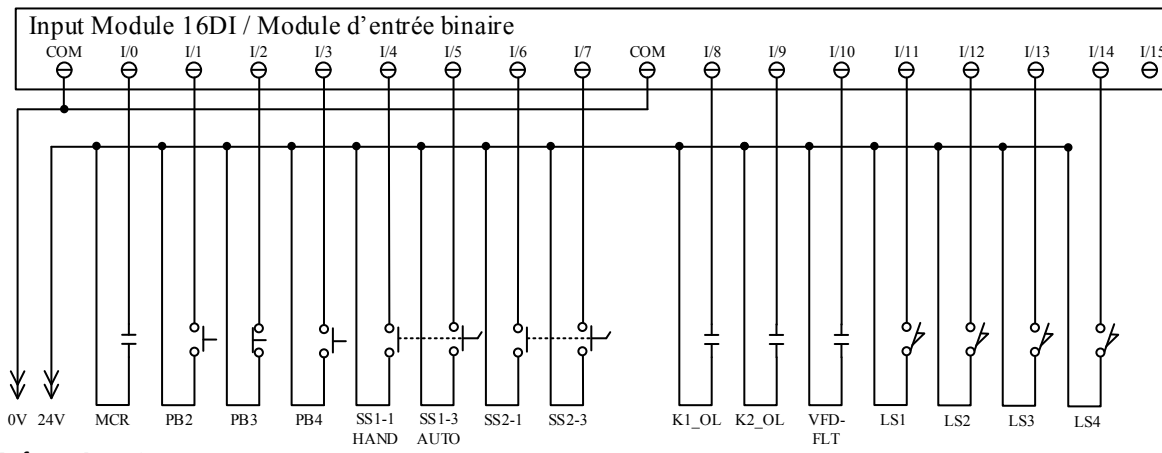 Input Module 16DI / Module d'entrée binaire
COM I/0 I/1 I/2 I/3 I/4 I/5 I/6 I/7 COM I/8 I/9 I/10 I/11 I/12 I/13 I/14 I/15
0V 24V MCR PB2 PB3 PB4 SS1-1 SS1-3 SS2-1 SS2-3 K1_OL K2_OL VFD- LS1 LS2 LS3 LS4
HAND AUTO FLT